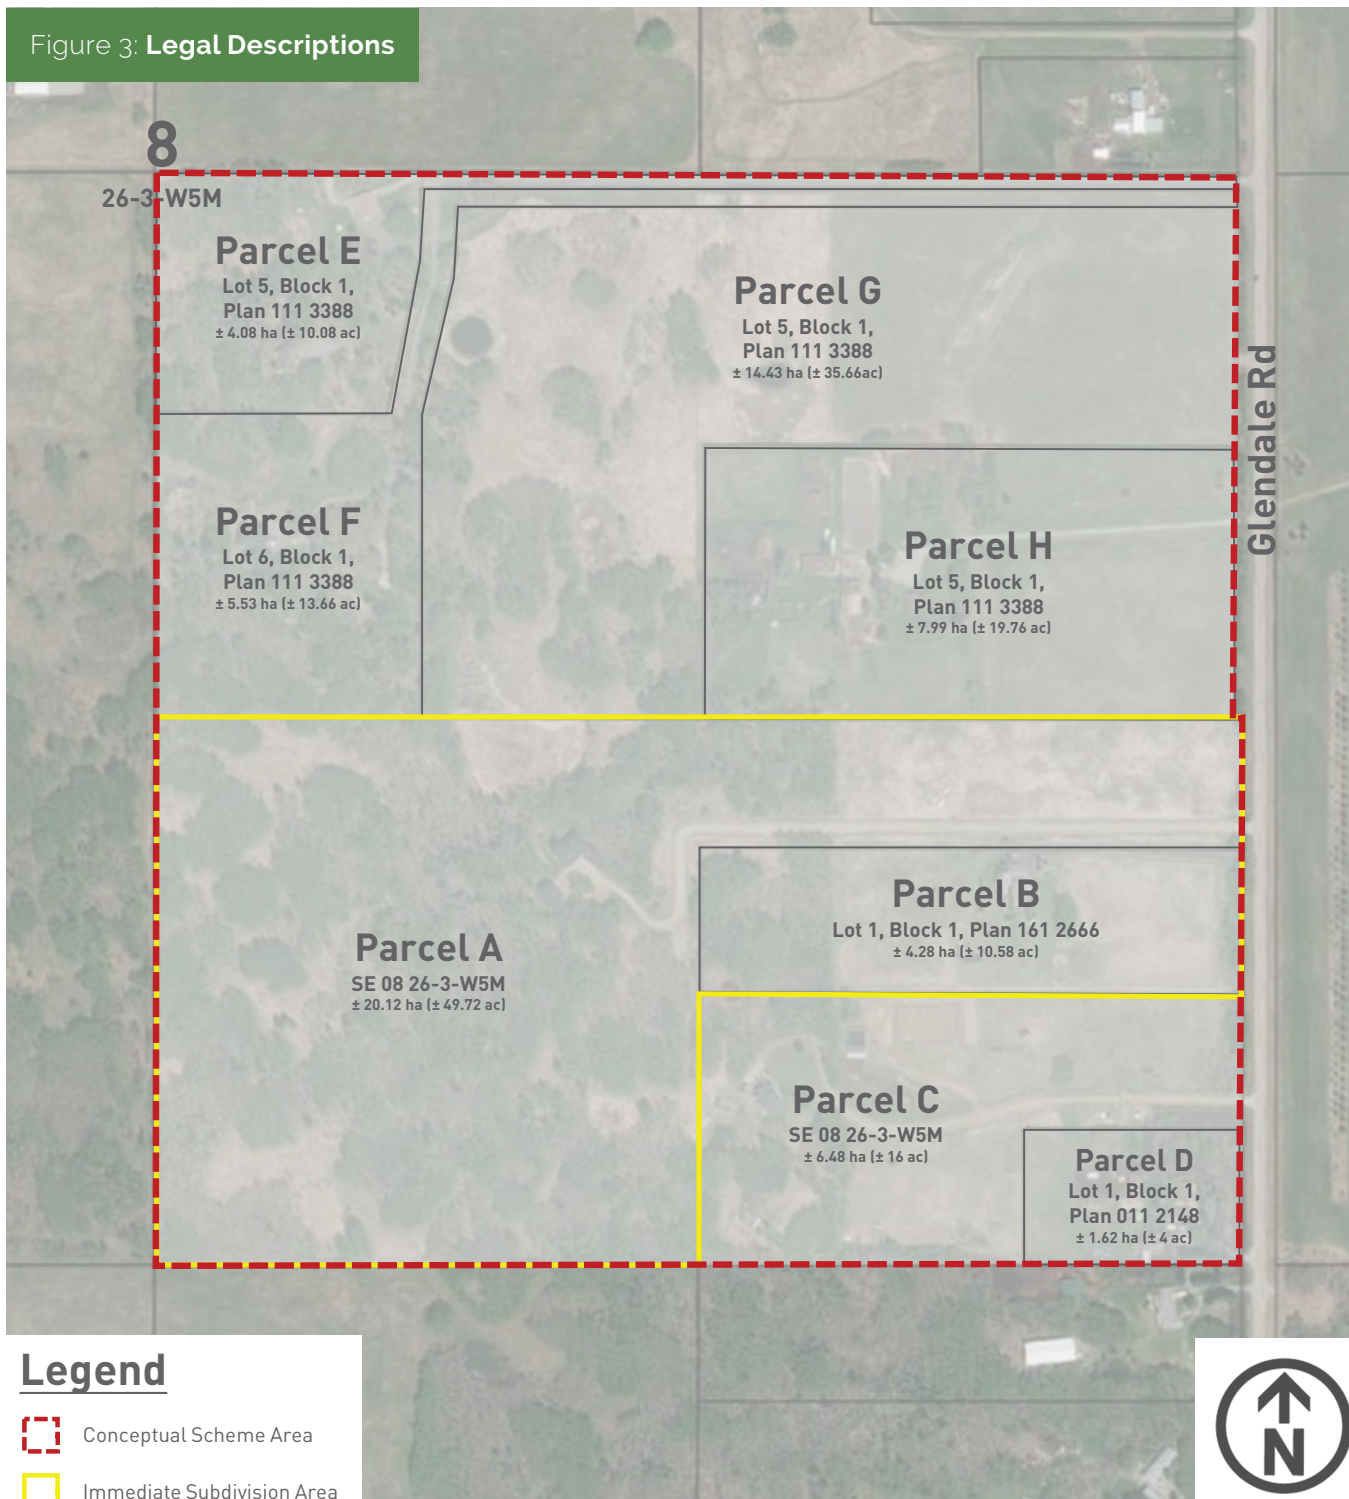 Figure 3: Legal Descriptions
8
26-3-W5M
Parcel E
Lot 5, Block 1,
Plan 111 3388
± 4.08 ha (± 10.08 ac)
Parcel G
Lot 5, Block 1,
Plan 111 3388
± 14.43 ha (± 35.66ac)
Glendale Rd
Parcel F
Lot 6, Block 1,
Plan 111 3388
± 5.53 ha (± 13.66 ac)
Parcel H
Lot 5, Block 1,
Plan 111 3388
± 7.99 ha (± 19.76 ac)
Parcel B
Lot 1, Block 1, Plan 161 2666
± 4.28 ha (± 10.58 ac)
Parcel A
SE 08 26-3-W5M
± 20.12 ha (± 49.72 ac)
Parcel C
SE 08 26-3-W5M
± 6.48 ha (± 16 ac)
Parcel D
Lot 1, Block 1,
Plan 011 2148
± 1.62 ha (± 4 ac)
Legend
Conceptual Scheme Area
Immediate Subdivision Area
N